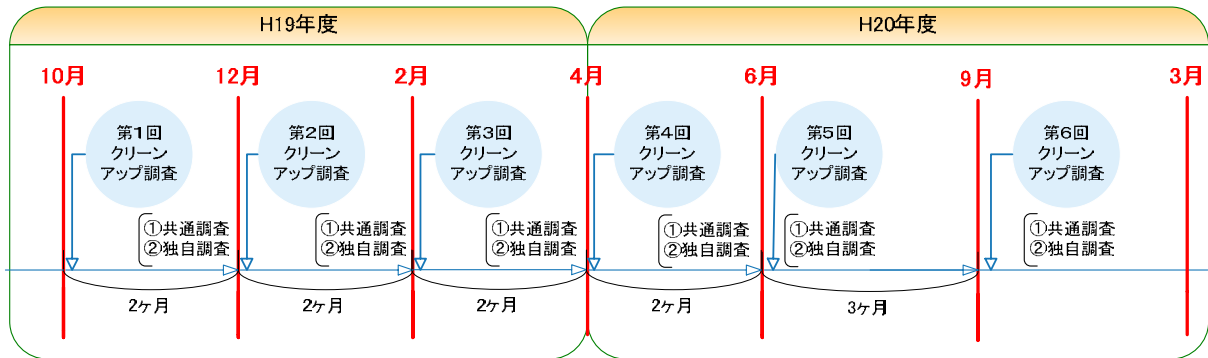 H19年度
H20年度
10月
12月
2月
4月
6月
9月
3月
第1回
クリーン
アップ調査
第2回
クリーン
アップ調査
第3回
クリーン
アップ調査
第4回
クリーン
アップ調査
第5回
クリーン
アップ調査
第6回
クリーン
アップ調査
①共通調査
②独自調査
①共通調査
②独自調査
①共通調査
②独自調査
①共通調査
②独自調査
①共通調査
②独自調査
①共通調査
②独自調査
2ヶ月
2ヶ月
2ヶ月
2ヶ月
3ヶ月